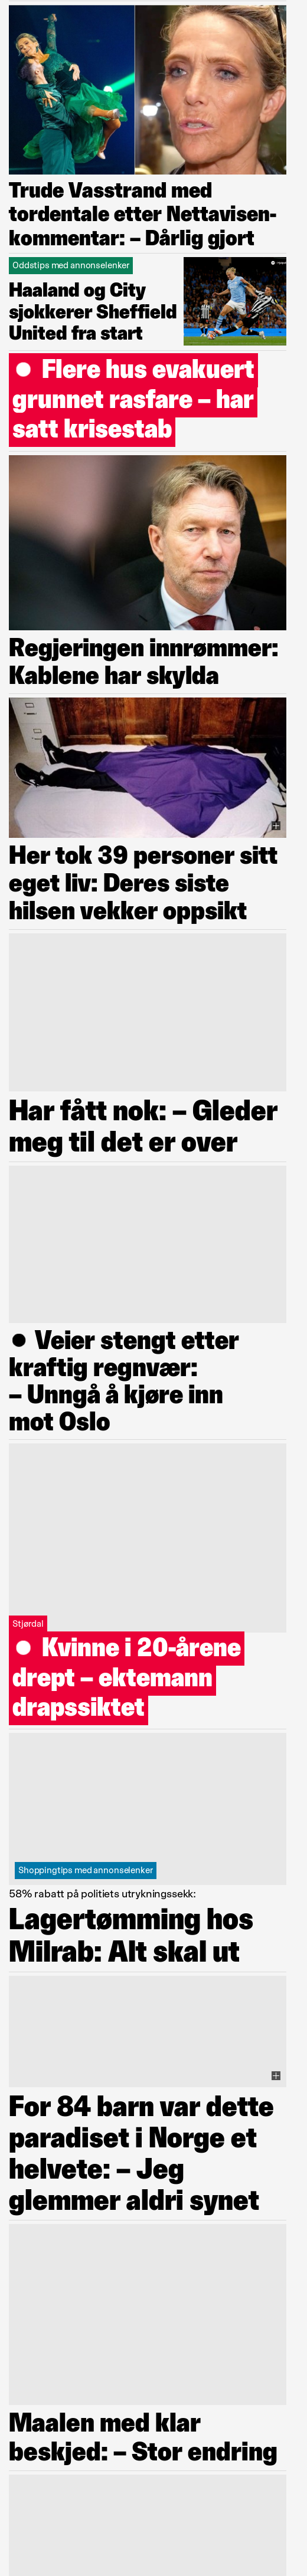 Trude Vasstrand med
tordentale etter Nettavisen-
kommentar: – Dårlig gjort
Oddstips med annonselenker
Haaland og City
sjokkerer Sheffield
United fra start
● Flere hus evakuert
grunnet rasfare – har
satt krisestab
Regjeringen innrømmer:
Kablene har skylda
Her tok 39 personer sitt
eget liv: Deres siste
hilsen vekker oppsikt
Har fått nok: – Gleder
meg til det er over
● Veier stengt etter
kraftig regnvær:
– Unngå å kjøre inn
mot Oslo
Stjørdal
● Kvinne i 20-årene
drept – ektemann
drapssiktet
Shoppingtips med annonselenker
58% rabatt på politiets utrykningssekk:
Lagertømming hos
Milrab: Alt skal ut
For 84 barn var dette
paradiset i Norge et
helvete: – Jeg
glemmer aldri synet
Maalen med klar
beskjed: – Stor endring